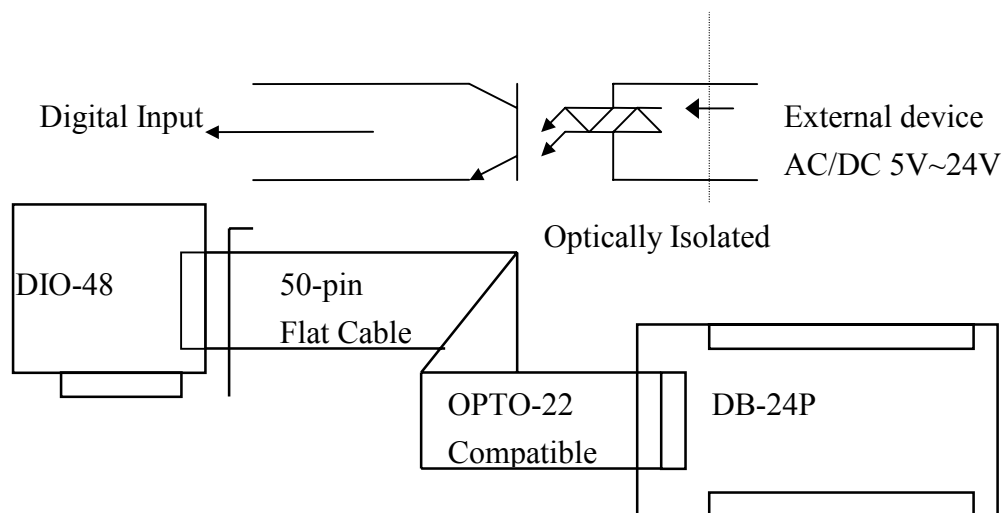 Digital Input
External device
AC/DC 5V~24V
Optically Isolated
DIO-48
50-pin
Flat Cable
OPTO-22
Compatible
DB-24P